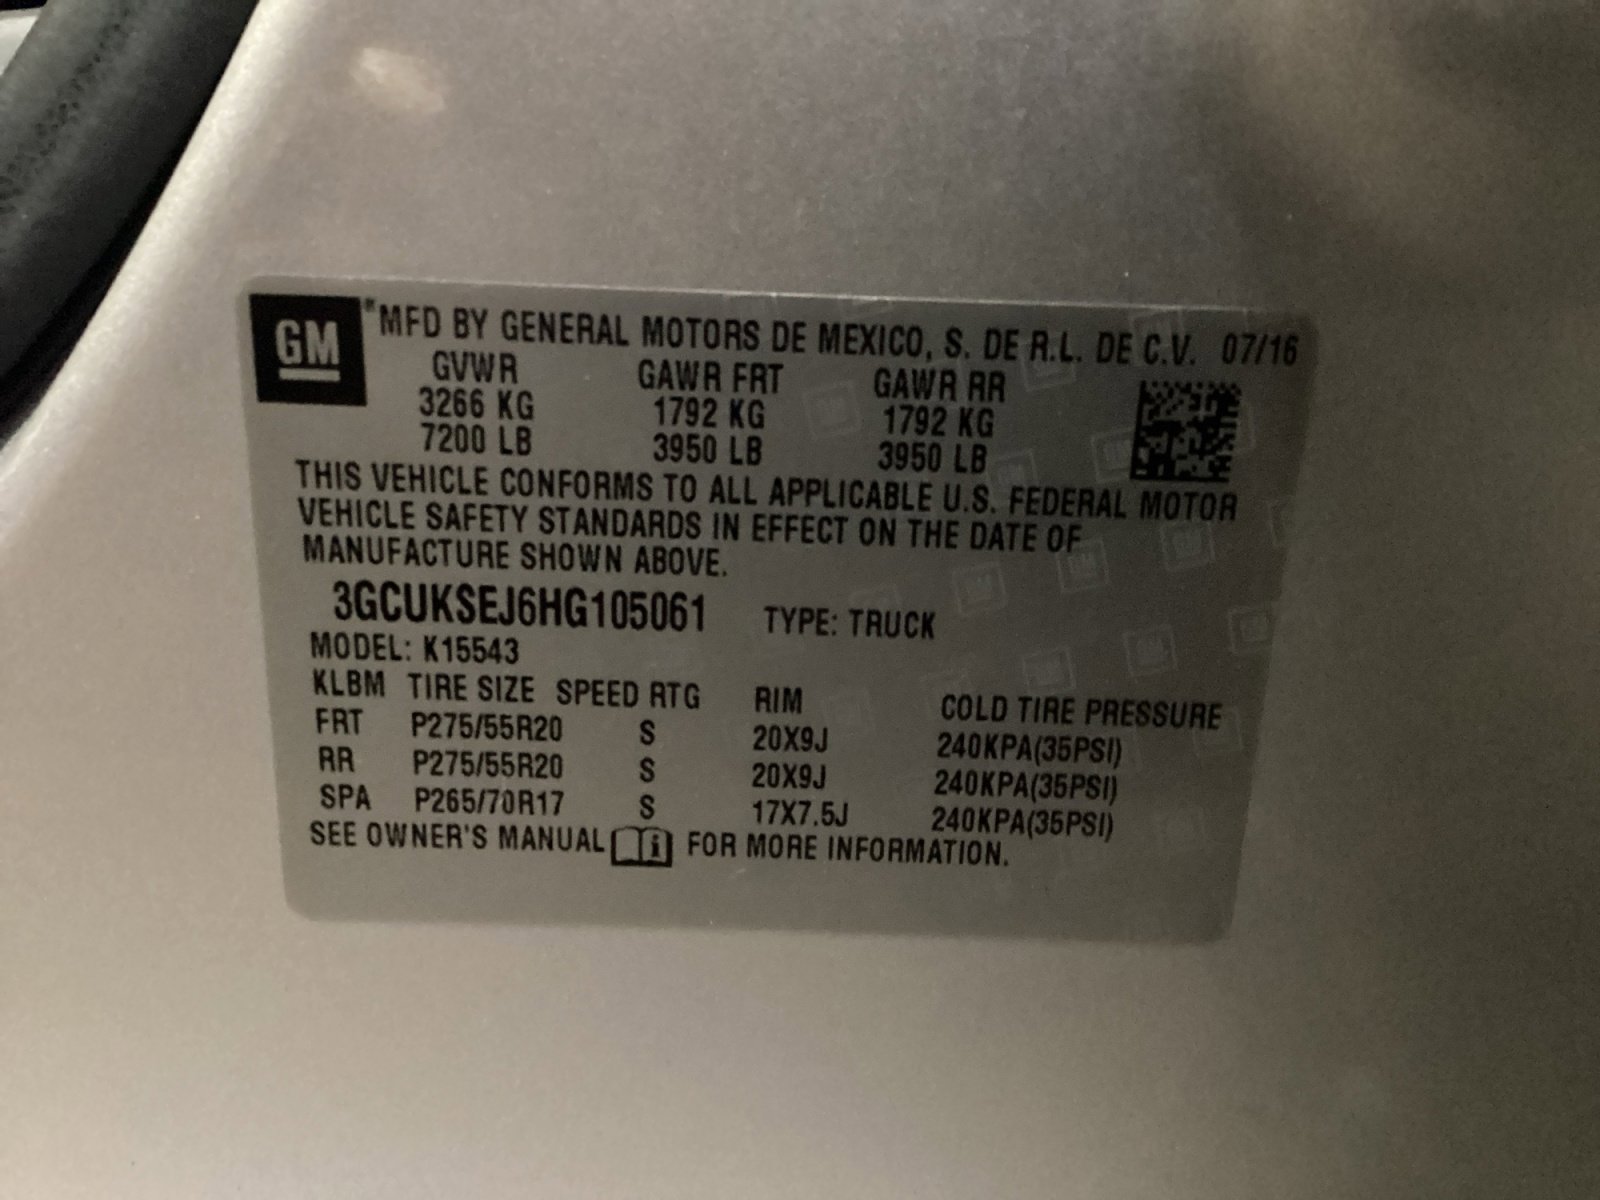 GM
*MFD BY GENERAL MOTORS DE MEXICO, S. DE R.L. DE C.V. 07/16
GVWR GAWR FRT GAWR RR
3266 KG 1792 KG 1792 KG
7200 LB 3950 LB 3950 LB
THIS VEHICLE CONFORMS TO ALL APPLICABLE U.S. FEDERAL MOTOR
VEHICLE SAFETY STANDARDS IN EFFECT ON THE DATE OF
MANUFACTURE SHOWN ABOVE.
3GCUKSEJ6HG105061 TYPE: TRUCK
MODEL: K15543
KLBM TIRE SIZE SPEED RTG RIM COLD TIRE PRESSURE
FRT P275/55R20 S 20X9J 240KPA(35PSI)
RR P275/55R20 S 20X9J 240KPA(35PSI)
SPA P265/70R17 S 17X7.5J 240KPA(35PSI)
SEE OWNER'S MANUAL i FOR MORE INFORMATION.